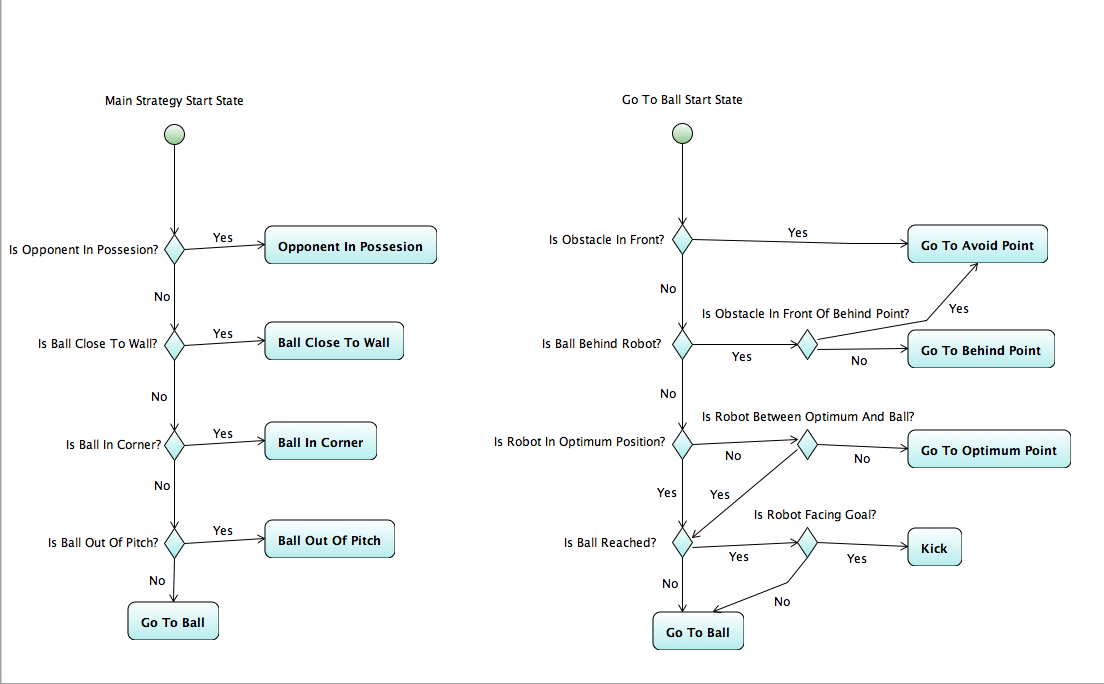 Main Strategy Start State
Is Opponent In Possesion?
Yes
Opponent In Possesion
No
Is Ball Close To Wall?
Yes
Ball Close To Wall
No
Is Ball In Corner?
Yes
Ball In Corner
No
Is Ball Out Of Pitch?
Yes
Ball Out Of Pitch
No
Go To Ball
Go To Ball Start State
Is Obstacle In Front?
Yes
Go To Avoid Point
No
Is Obstacle In Front Of Behind Point?
Yes
Is Ball Behind Robot?
Yes
No
Go To Behind Point
No
Is Robot Between Optimum And Ball?
Is Robot In Optimum Position?
No
No
Go To Optimum Point
Yes
Yes
Is Robot Facing Goal?
Is Ball Reached?
Yes
Yes
Kick
No
No
Go To Ball